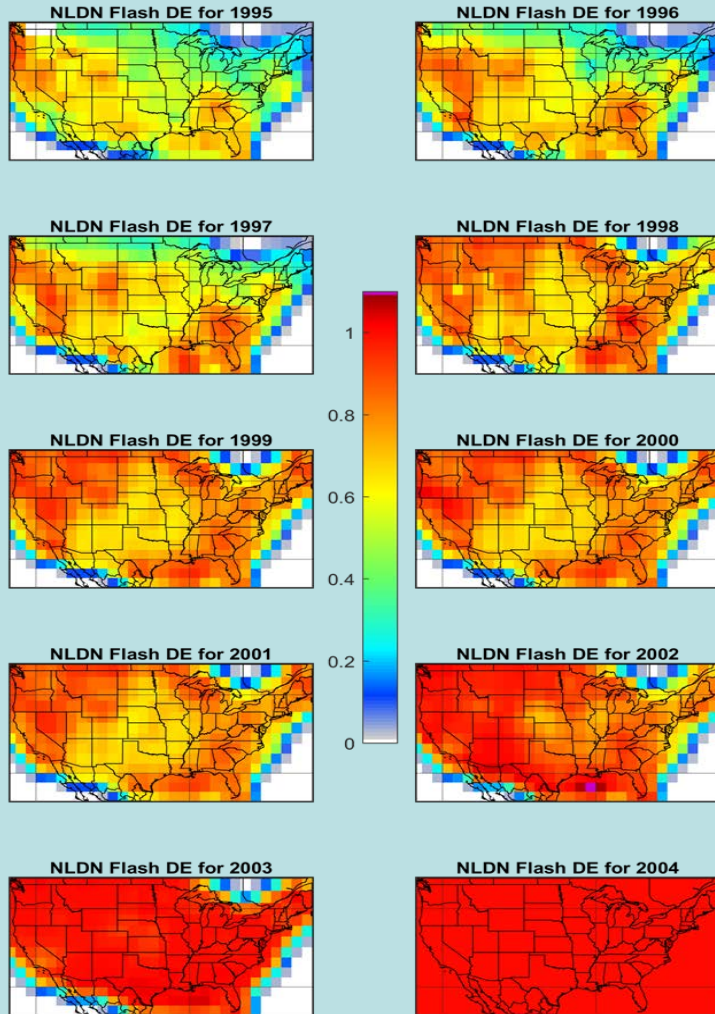 NLDN Flash DE for 1995
NLDN Flash DE for 1996
NLDN Flash DE for 1997
NLDN Flash DE for 1998
1
0.8
0.6
0.4
0.2
0
NLDN Flash DE for 1999
NLDN Flash DE for 2000
NLDN Flash DE for 2001
NLDN Flash DE for 2002
NLDN Flash DE for 2003
NLDN Flash DE for 2004